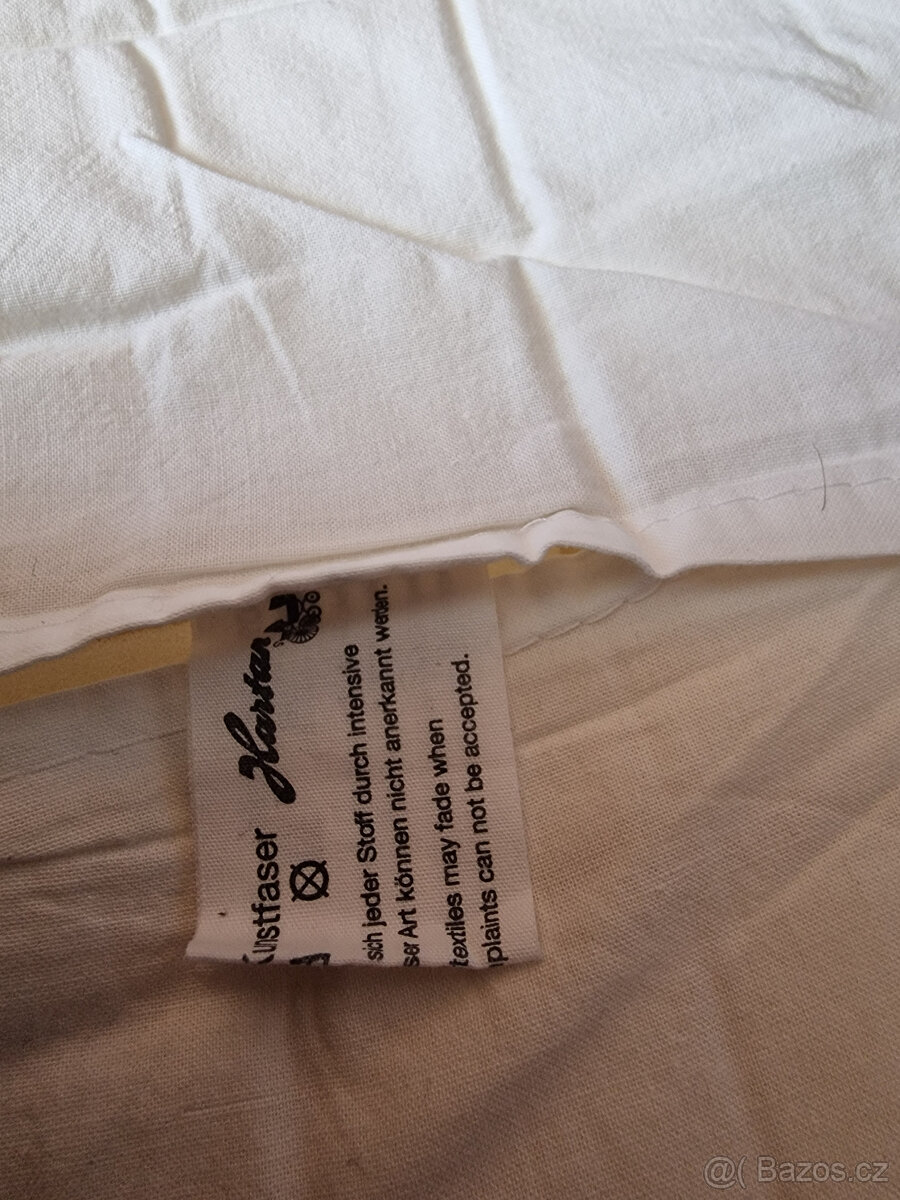 Kunstfaser Hartan
sich jeder Stoff durch intensive
ser Art können nicht anerkannt werden.
textiles may fade when
plaints can not be accepted.
@( Bazos.cz